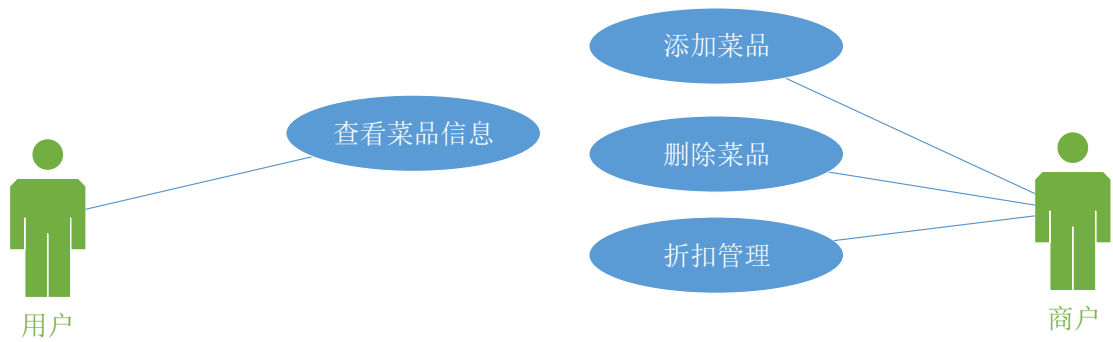 添加菜品
查看菜品信息
删除菜品
折扣管理
用户
商户